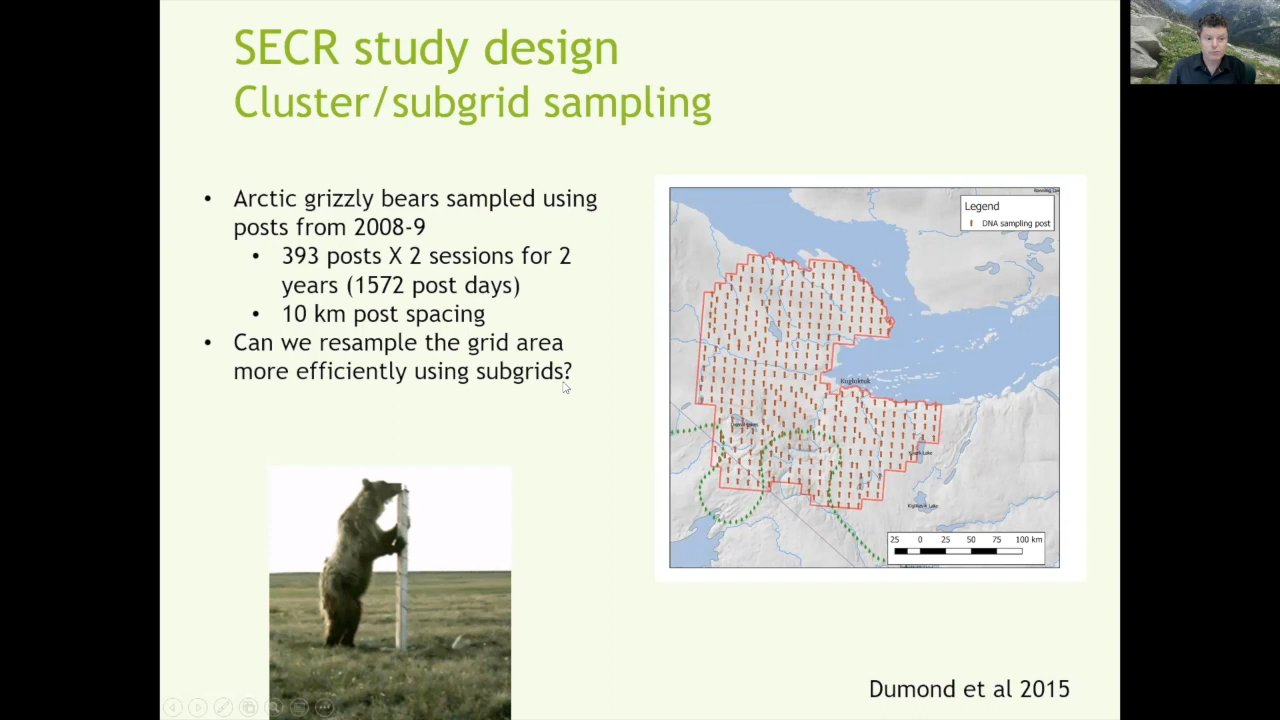 SECR study design
Cluster/subgrid sampling
• Arctic grizzly bears sampled using
posts from 2008-9
• 393 posts X 2 sessions for 2
years (1572 post days)
• 10 km post spacing
• Can we resample the grid area
more efficiently using subgrids?
Legend
DNA sampling post
Kugluktuk
25 0 25 50 75 100 km
Dumond et al 2015